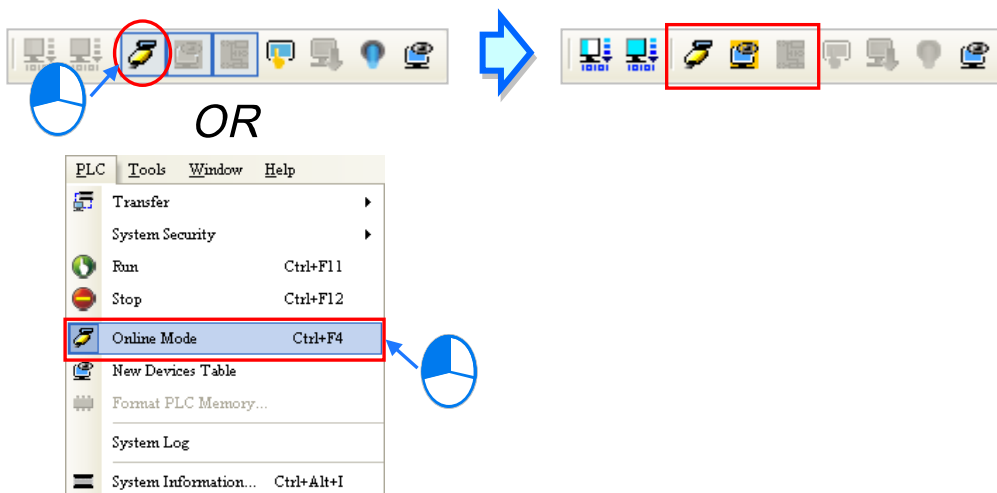 OR
PLC Tools Window Help
Transfer
System Security
Run Ctrl+F11
Stop Ctrl+F12
Online Mode Ctrl+F4
New Devices Table
Format PLC Memory...
System Log
System Information... Ctrl+Alt+I